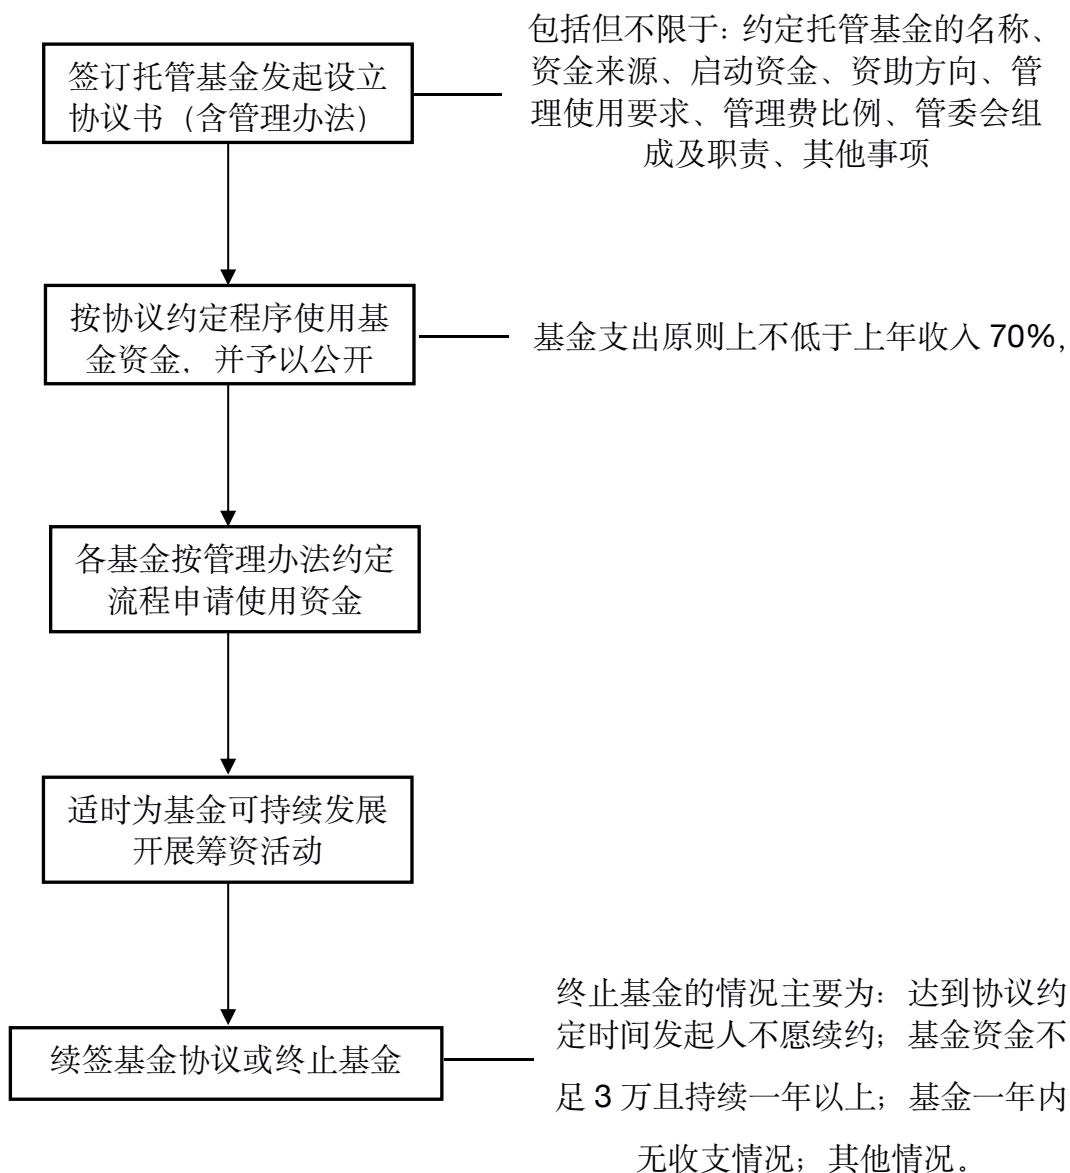 签订托管基金发起设立
协议书（含管理办法）
包括但不限于：约定托管基金的名称、
资金来源、启动资金、资助方向、管
理使用要求、管理费比例、管委会组
成及职责、其他事项
按协议约定程序使用基
金资金，并予以公开
基金支出原则上不低于上年收入 70%，
各基金按管理办法约定
流程申请使用资金
适时为基金可持续发展
开展筹资活动
续签基金协议或终止基金
终止基金的情况主要为：达到协议约
定时间发起人不愿续约；基金资金不
足 3 万且持续一年以上；基金一年内
无收支情况；其他情况。